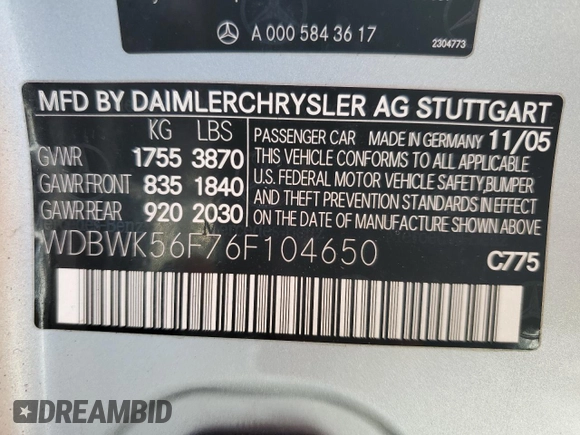 A 000 584 36 17
2304773
MFD BY DAIMLERCHRYSLER AG STUTTGART
KG LBS
GVWR 1755 3870
GAWR FRONT 835 1840
GAWR REAR 920 2030
PASSENGER CAR MADE IN GERMANY 11/05
THIS VEHICLE CONFORMS TO ALL APPLICABLE
U.S. FEDERAL MOTOR VEHICLE SAFETY, BUMPER
AND THEFT PREVENTION STANDARDS IN EFFECT
ON THE DATE OF MANUFACTURE SHOWN ABOVE.
WDBWK56F76F104650
C775
DREAMBID